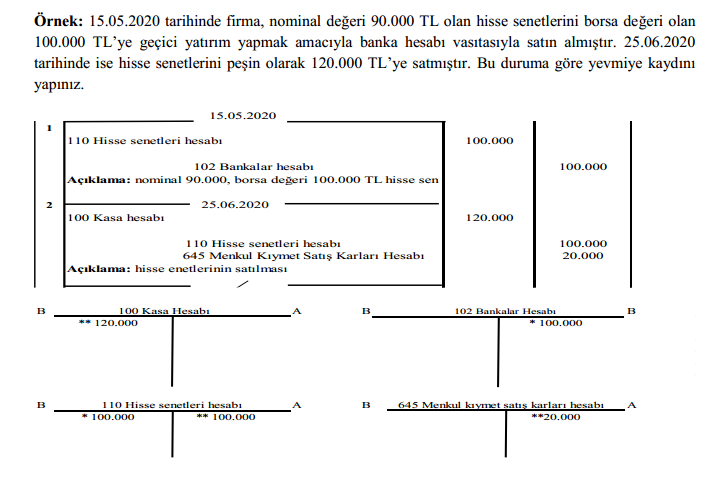 Örnek: 15.05.2020 tarihinde firma, nominal değeri 90.000 TL olan hisse senetlerini borsa değeri olan
100.000 TL'ye geçici yatırım yapmak amacıyla banka hesabı vasıtasıyla satın almıştır. 25.06.2020
tarihinde ise hisse senetlerini peşin olarak 120.000 TL'ye satmıştır. Bu duruma göre yevmiye kaydını
yapınız.
15.05.2020
1
110 Hisse senetleri hesabı 100.000
102 Bankalar hesabı 100.000
Açıklama: nominal 90.000, borsa değeri 100.000 TL hisse sen
2 25.06.2020
100 Kasa hesabı 120.000
110 Hisse senetleri hesabı 100.000
645 Menkul Kıymet Satış Karları Hesabı 20.000
Açıklama: hisse enetlerinin satılması
B 100 Kasa Hesabı A B 102 Bankalar Hesabı B
** 120.000 * 100.000
B 110 Hisse senetleri hesabı A B 645 Menkul kıymet satış karları hesabı A
* 100.000 ** 100.000 **20.000